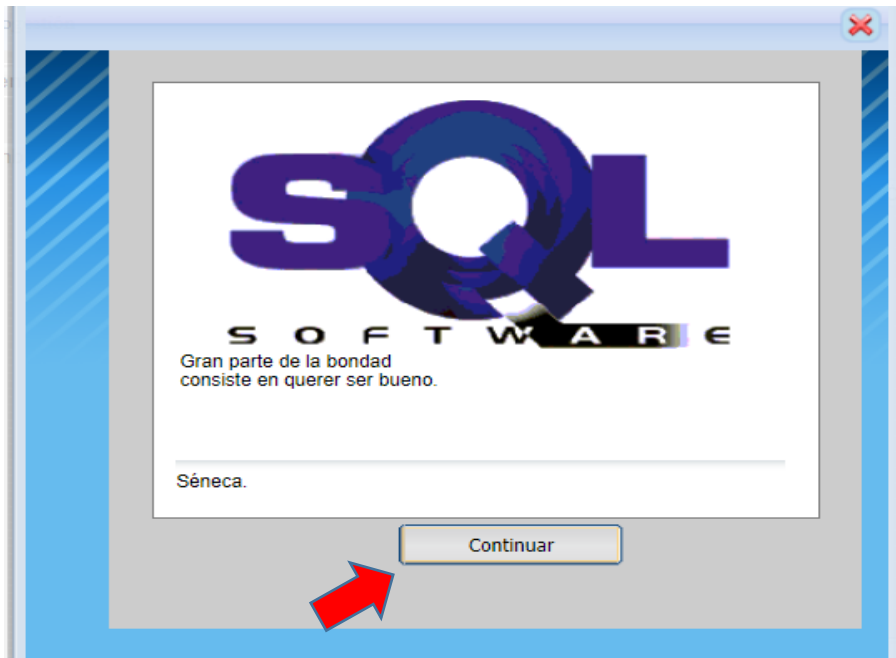 SQL
SOFTWARE
Gran parte de la bondad
consiste en querer ser bueno.
Séneca.
Continuar